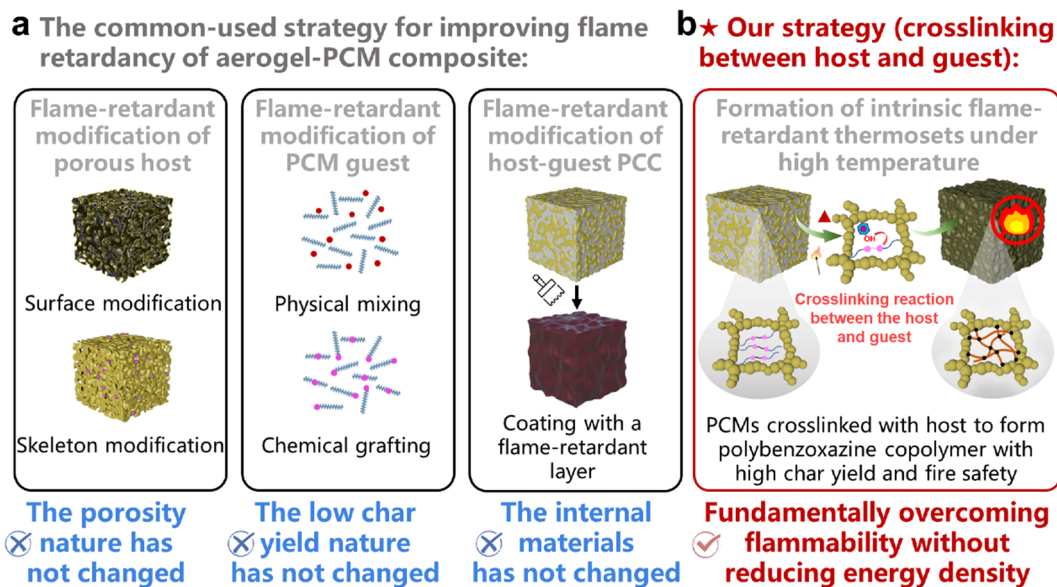 a The common-used strategy for improving flame
retardancy of aerogel-PCM composite:
Flame-retardant
modification of
porous host
Surface modification
Skeleton modification
The porosity
nature has
not changed
Flame-retardant
modification of
PCM guest
Physical mixing
Chemical grafting
The low char
yield nature
has not changed
Flame-retardant
modification of
host-guest PCC
Coating with a
flame-retardant
layer
The internal
materials
has not changed
b ★ Our strategy (crosslinking
between host and guest):
Formation of intrinsic flame-
retardant thermosets under
high temperature
OH
Crosslinking reaction
between the host
and guest
PCMs crosslinked with host to form
polybenzoxazine copolymer with
high char yield and fire safety
Fundamentally overcoming
flammability without
reducing energy density